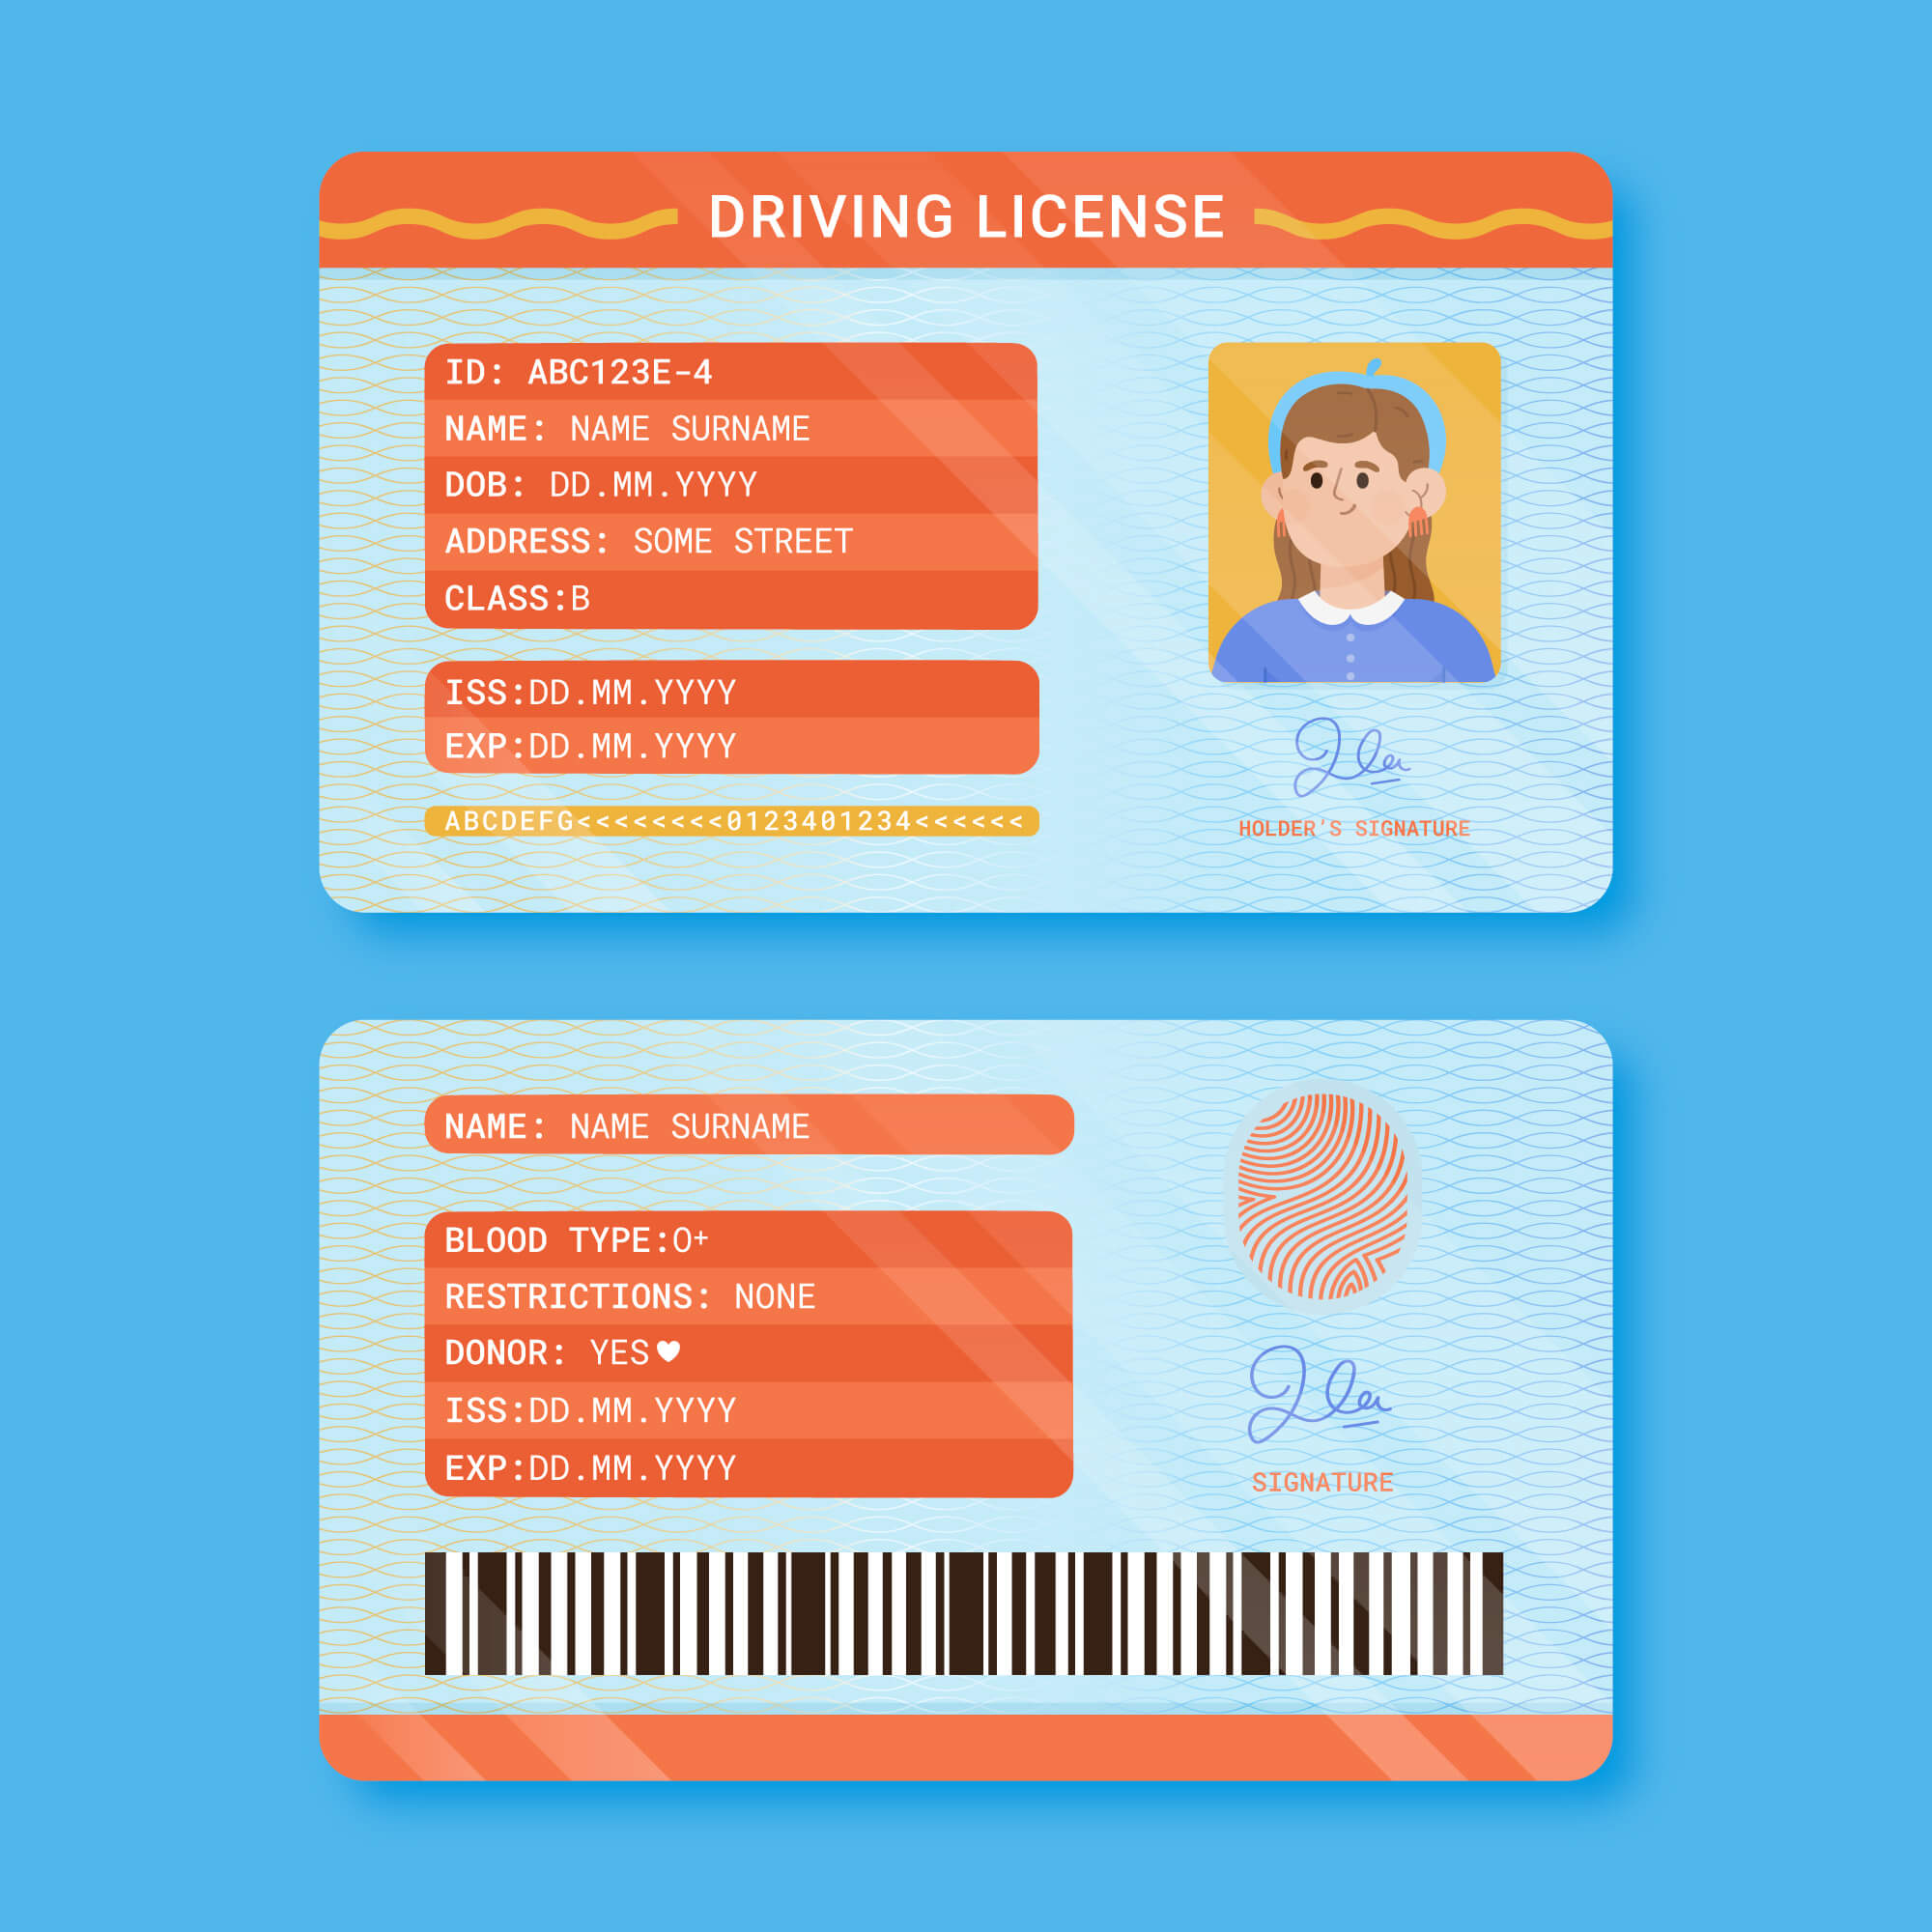 DRIVING LICENSE
ID: ABC123E-4
NAME: NAME SURNAME
DOB: DD.MM.YYYY
ADDRESS: SOME STREET
CLASS:B
ISS:DD.MM.YYYY
EXP:DD.MM.YYYY
ABCDEFG<<<<<<<<0123401234<<<<<<
HOLDER'S SIGNATURE
NAME: NAME SURNAME
BLOOD TYPE:O+
RESTRICTIONS: NONE
DONOR: YES♥
ISS:DD.MM.YYYY
EXP:DD.MM.YYYY
SIGNATURE